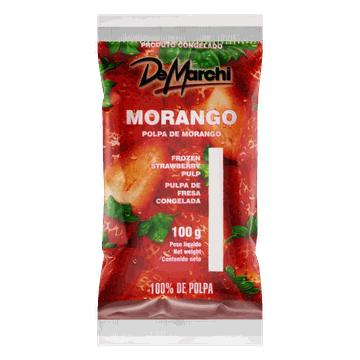 PRODUTO CONGELADO
DeMarchi
MORANGO
POLPA DE MORANGO
FROZEN
STRAWBERRY
PULP
PULPA DE
FRESA
CONGELADA
100 g
Peso líquido
Net weight
Contenido neto
100% DE POLPA